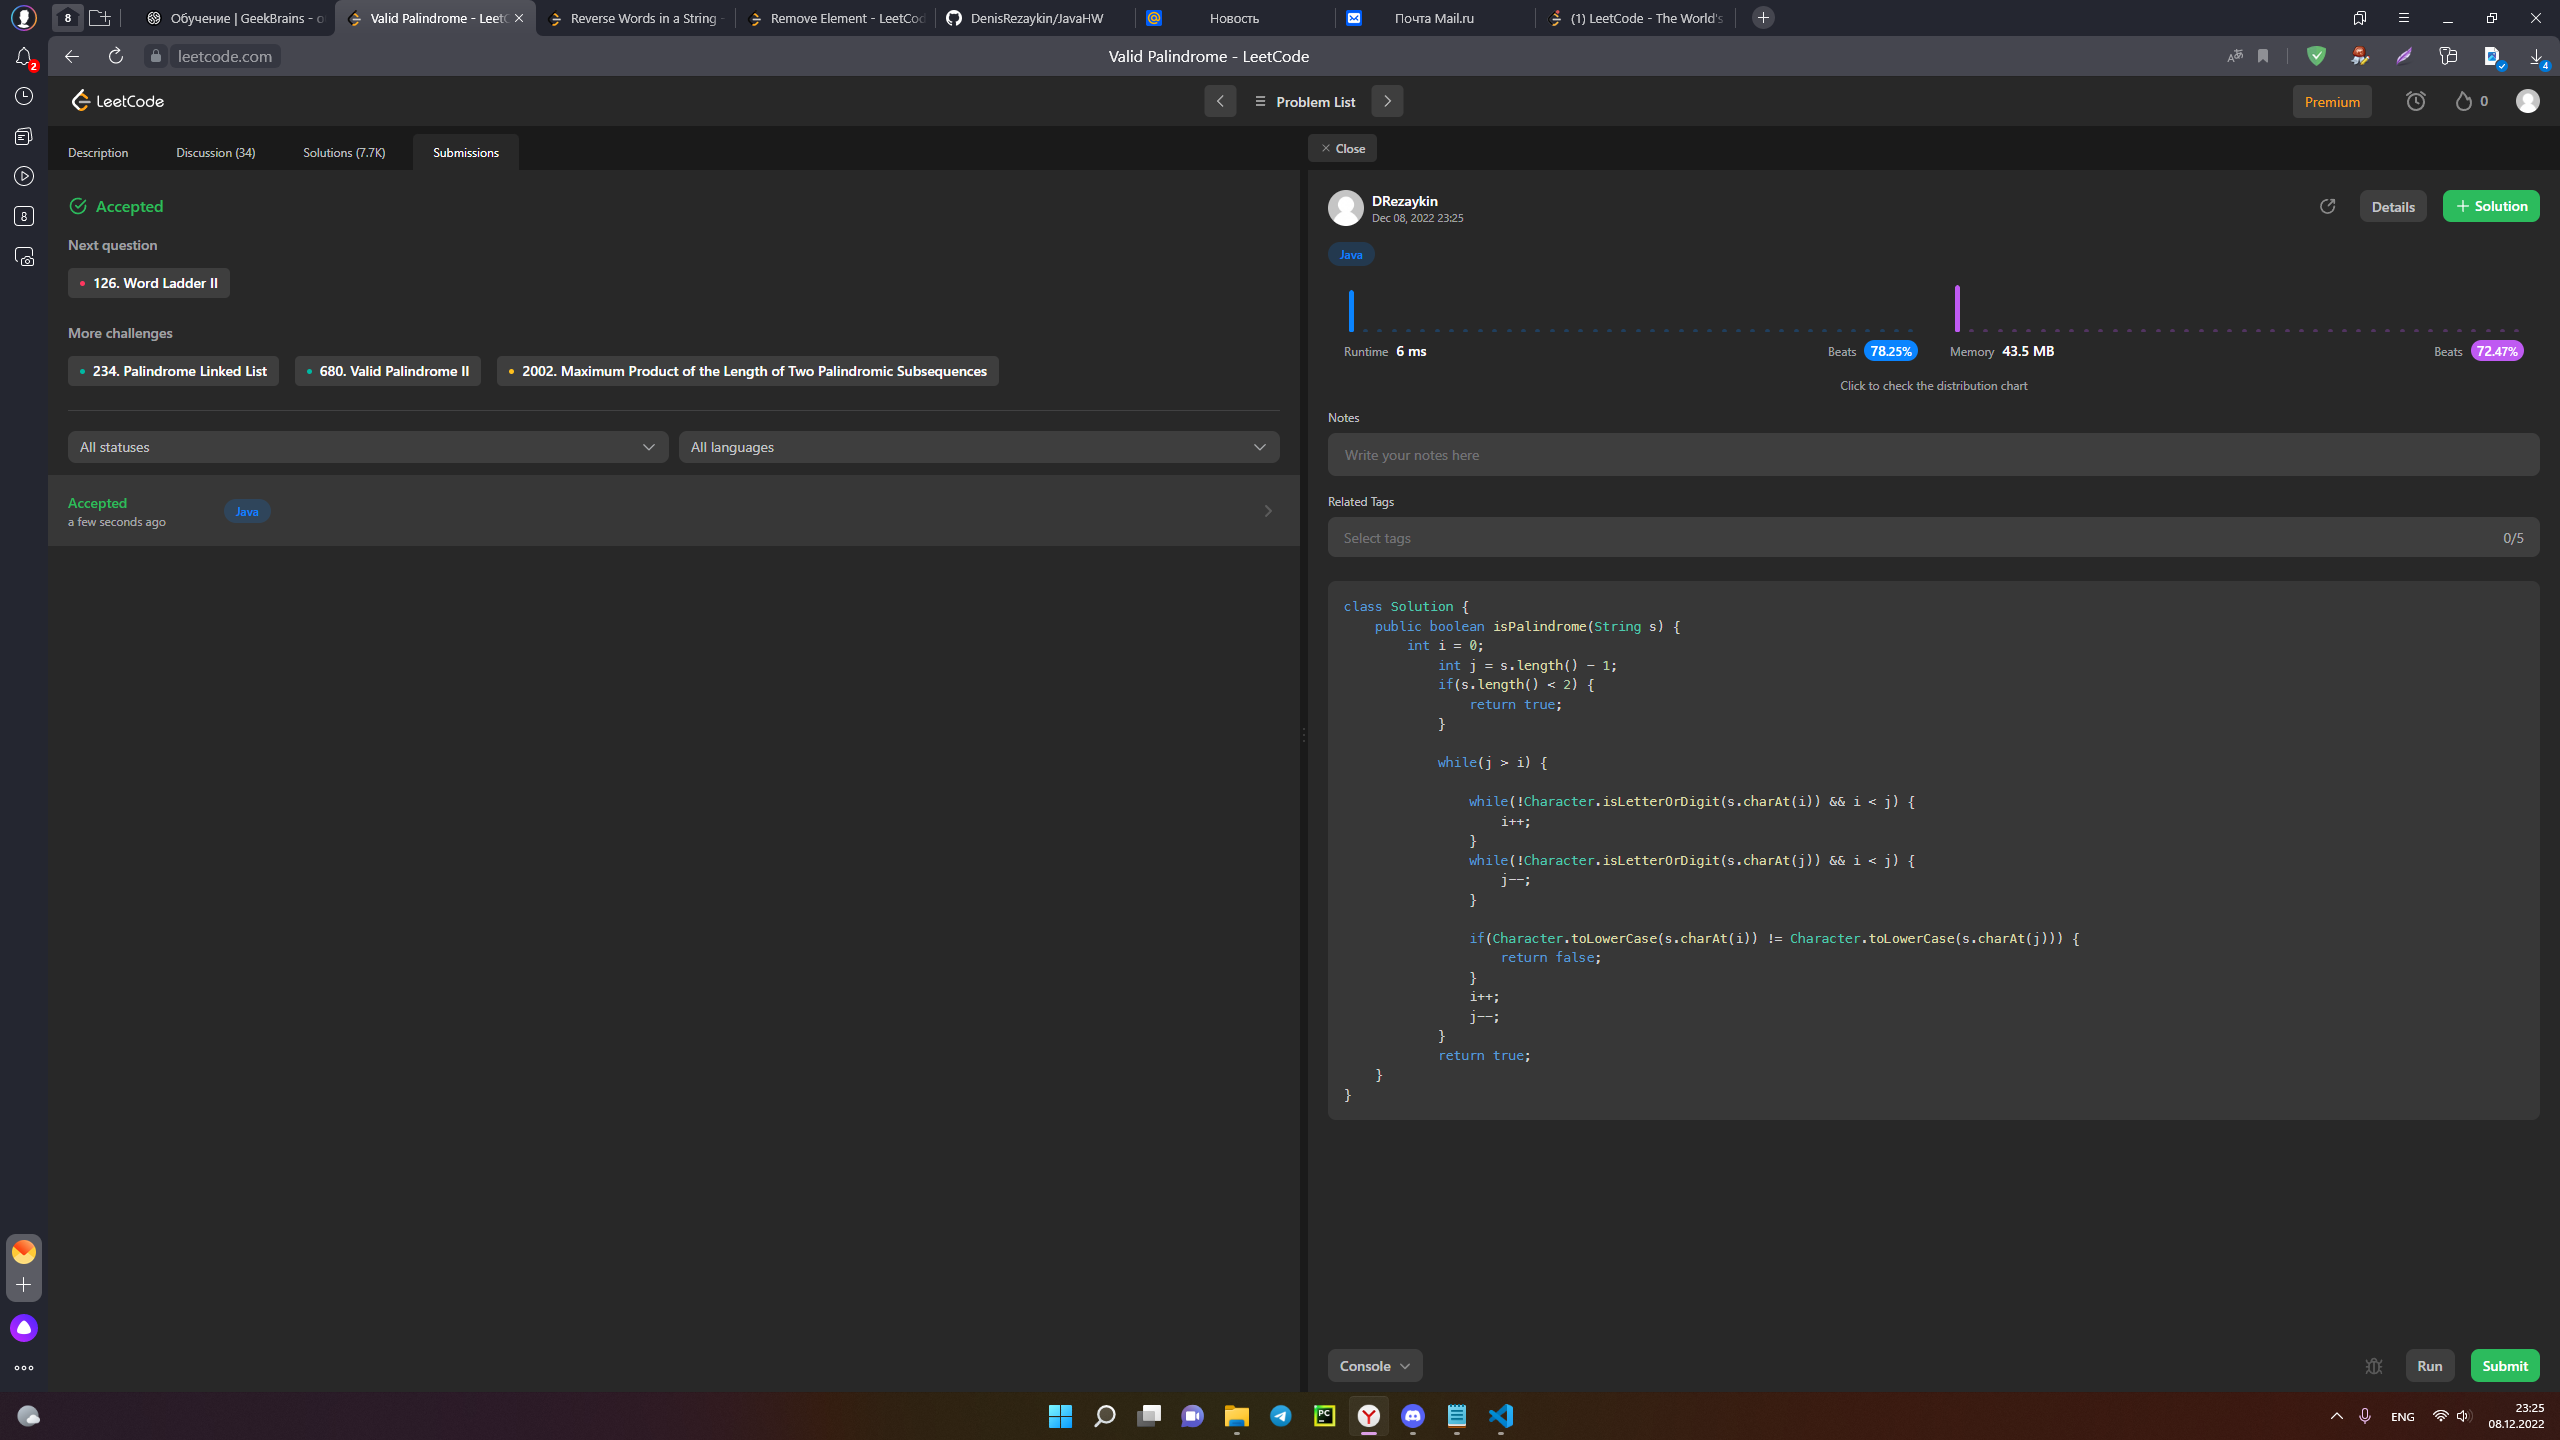 8
Обучение | GeekBrains - о
Valid Palindrome - LeetC
Reverse Words in a String -
Remove Element - LeetCod
DenisRezaykin/JavaHW
Новость
Почта Mail.ru
(1) LeetCode - The World's
2
leetcode.com
Valid Palindrome - LeetCode
4
8
LeetCode
Problem List
Premium
0
Description
Discussion (34)
Solutions (7.7K)
Submissions
Close
Accepted
Next question
126. Word Ladder II
More challenges
234. Palindrome Linked List
680. Valid Palindrome II
2002. Maximum Product of the Length of Two Palindromic Subsequences
All statuses
All languages
Accepted
a few seconds ago
Java
DRezaykin
Dec 08, 2022 23:25
Details
+ Solution
Java
Runtime 6 ms
Beats 78.25%
Memory 43.5 MB
Beats 72.47%
Click to check the distribution chart
Notes
Write your notes here
Related Tags
Select tags
0/5
class Solution {
    public boolean isPalindrome(String s) {
        int i = 0;
            int j = s.length() - 1;
            if(s.length() < 2) {
                return true;
            }
            while(j > i) {
                while(!Character.isLetterOrDigit(s.charAt(i)) && i < j) {
                    i++;
                }
                while(!Character.isLetterOrDigit(s.charAt(j)) && i < j) {
                    j--;
                }
                if(Character.toLowerCase(s.charAt(i)) != Character.toLowerCase(s.charAt(j))) {
                    return false;
                }
                i++;
                j--;
            }
            return true;
    }
}
Console
Run
Submit
PC
ENG
23:25
08.12.2022